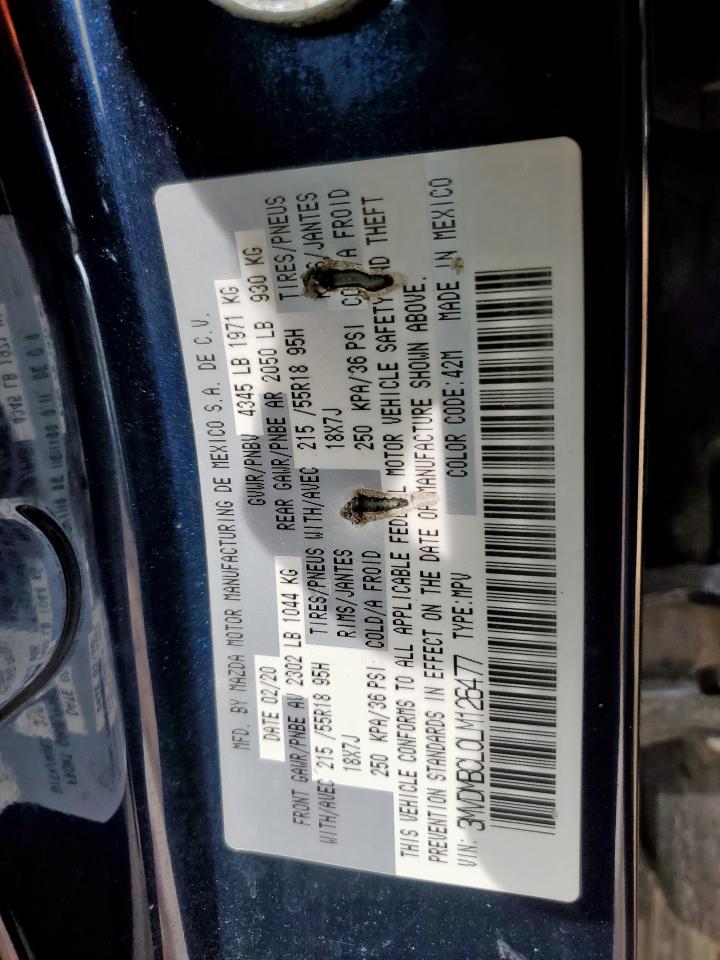 MFD. BY MAZDA MOTOR MANUFACTURING DE MEXICO S.A. DE C.V.
DATE 02/20 GVWR/PNBV 4345 LB 1971 KG
FRONT GAWR/PNBE AV 2302 LB 1044 KG REAR GAWR/PNBE AR 2050 LB 930 KG
WITH/AVEC 215 /55R18 95H TIRES/PNEUS WITH/AVEC 215 /55R18 95H TIRES/PNEUS
18X7J RIMS/JANTES 18X7J /JANTES
250 KPA/36 PSI COLD/A FROID 250 KPA/36 PSI A FROID
THIS VEHICLE CONFORMS TO ALL APPLICABLE MOTOR VEHICLE SAFETY THEFT
PREVENTION STANDARDS IN EFFECT ON THE DATE OF MANUFACTURE SHOWN ABOVE.
VIN: 3MVDMBCL0LM126477 TYPE:MPV COLOR CODE:42M MADE IN MEXICO